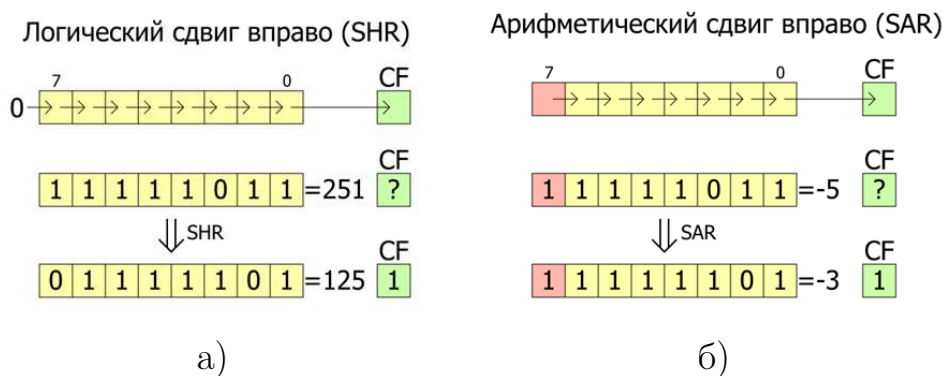 Логический сдвиг вправо (SHR)
7 0 CF
0
CF
1 1 1 1 1 0 1 1 =251 ?
SHR
CF
0 1 1 1 1 1 0 1 =125 1
а)
Арифметический сдвиг вправо (SAR)
7 0 CF
CF
1 1 1 1 1 0 1 1 =-5 ?
SAR
CF
1 1 1 1 1 1 0 1 =-3 1
б)